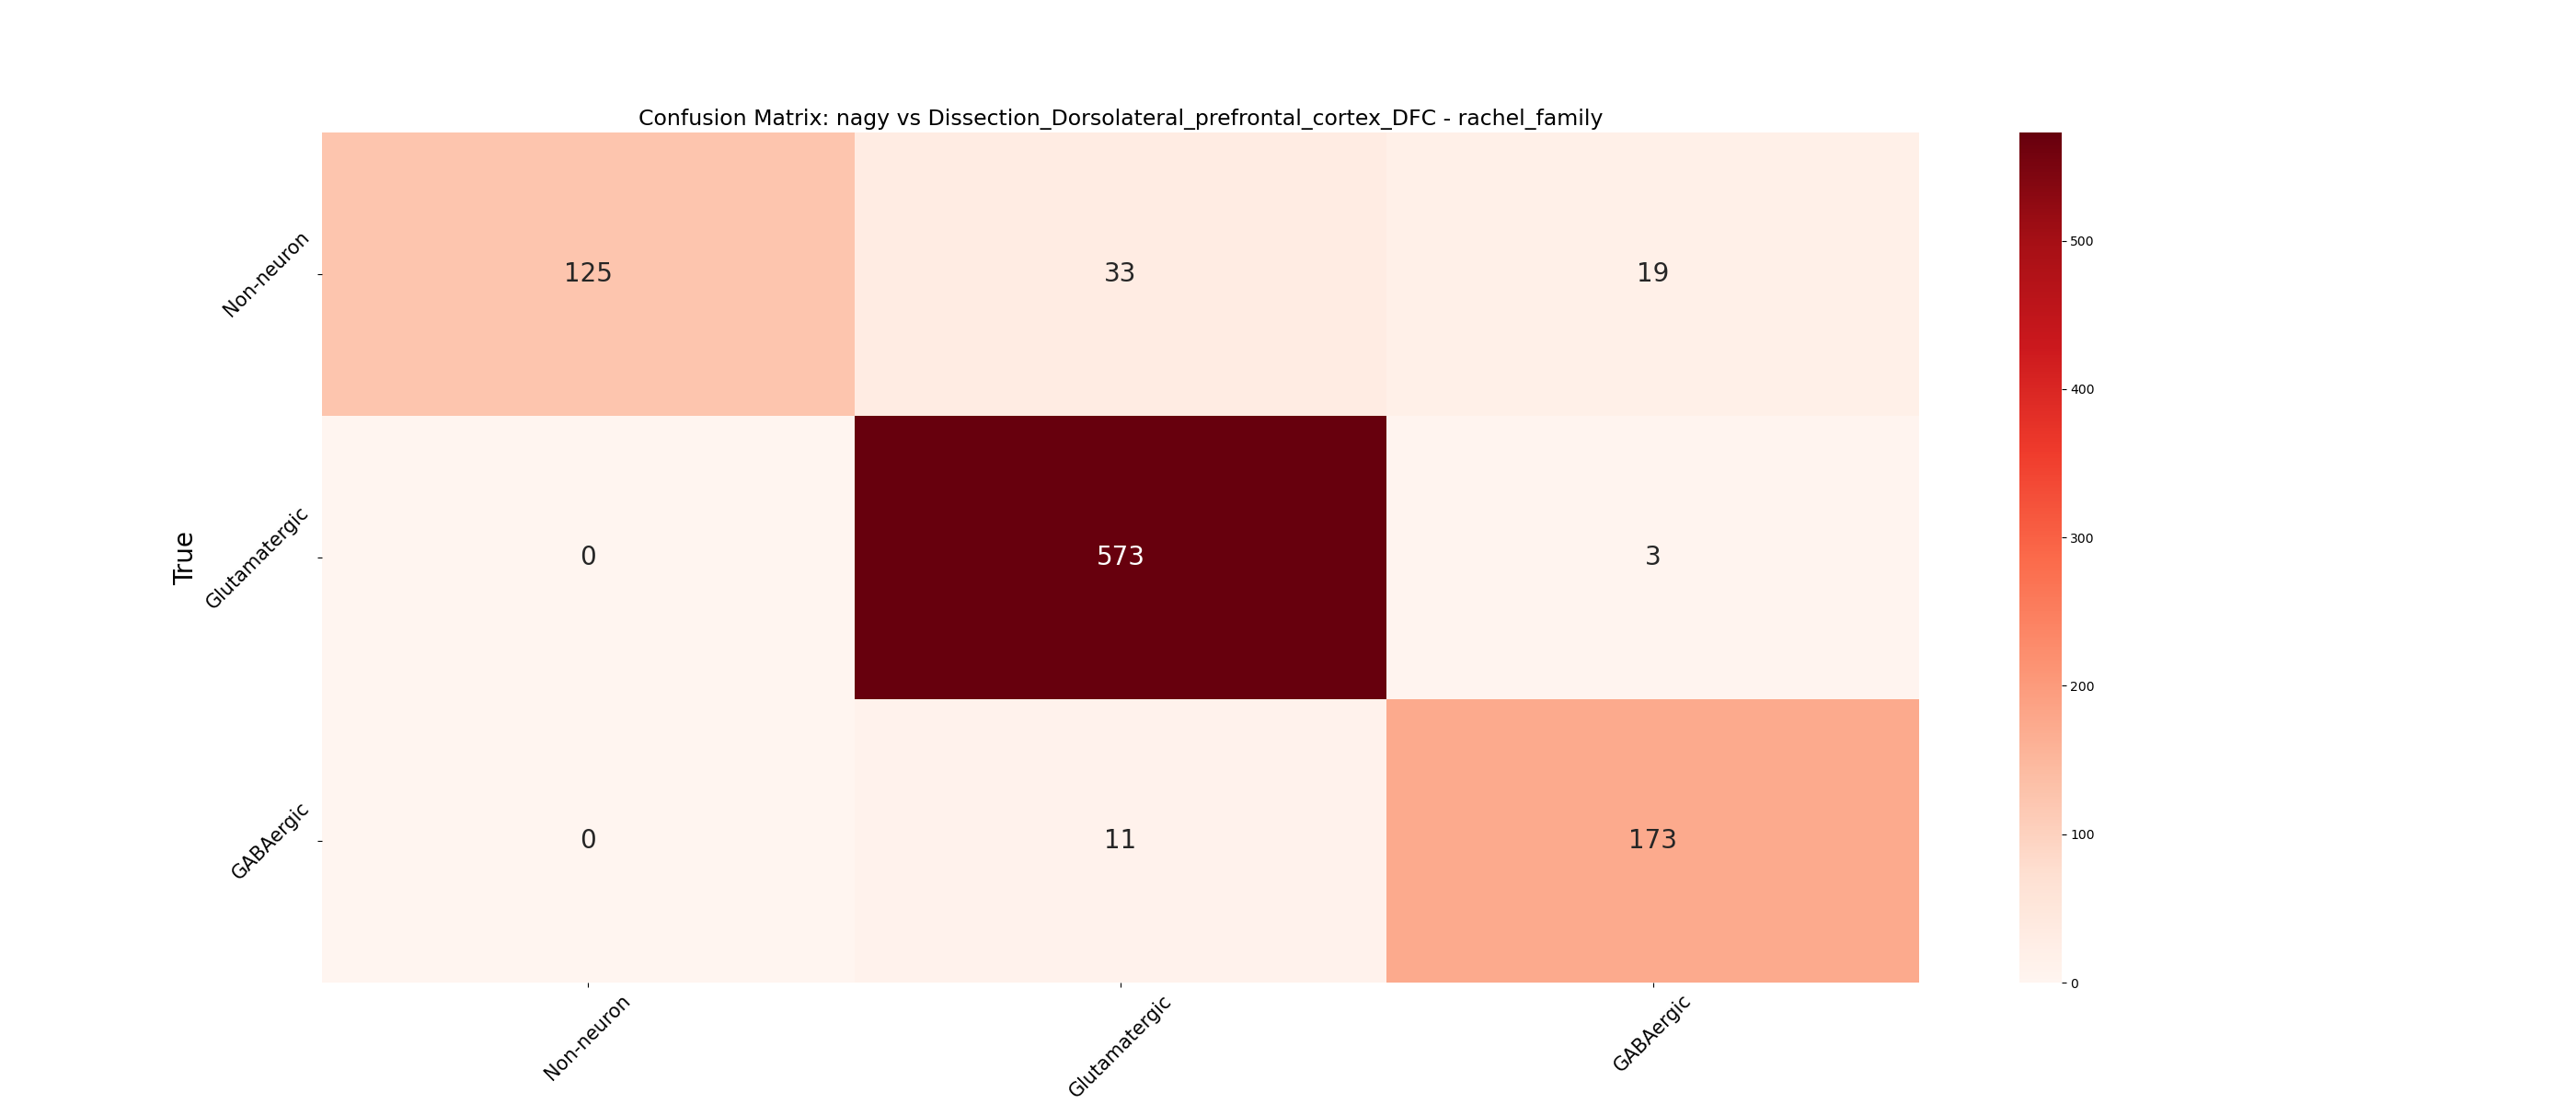 Confusion Matrix: nagy vs Dissection_Dorsolateral_prefrontal_cortex_DFC - rachel_family
True
Non-neuron
125 33 19
Glutamatergic
0 573 3
GABAergic
0 11 173
Non-neuron Glutamatergic GABAergic
500
400
300
200
100
0